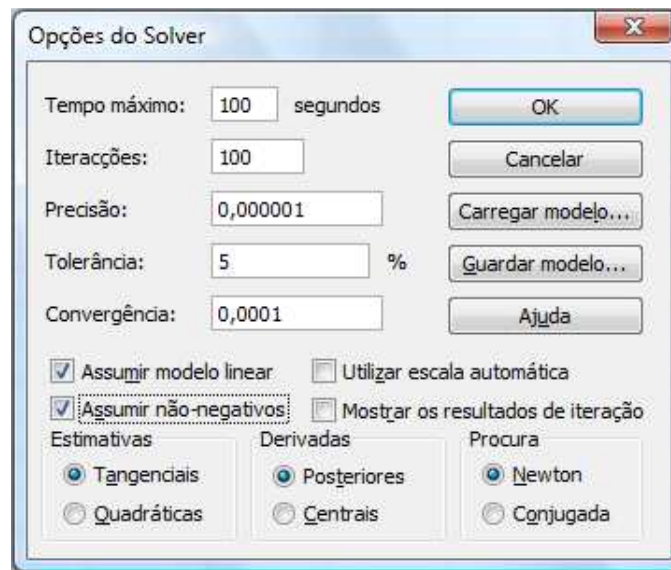 Opções do Solver
Tempo máximo: 100 segundos OK
Iteracções: 100 Cancelar
Precisão: 0,000001 Carregar modelo...
Tolerância: 5 % Guardar modelo...
Convergência: 0,0001 Ajuda
Assumir modelo linear Utilizar escala automática
Assumir não-negativos Mostrar os resultados de iteração
Estimativas Derivadas Procura
Tangenciais Posteriores Newton
Quadráticas Centrais Conjugada